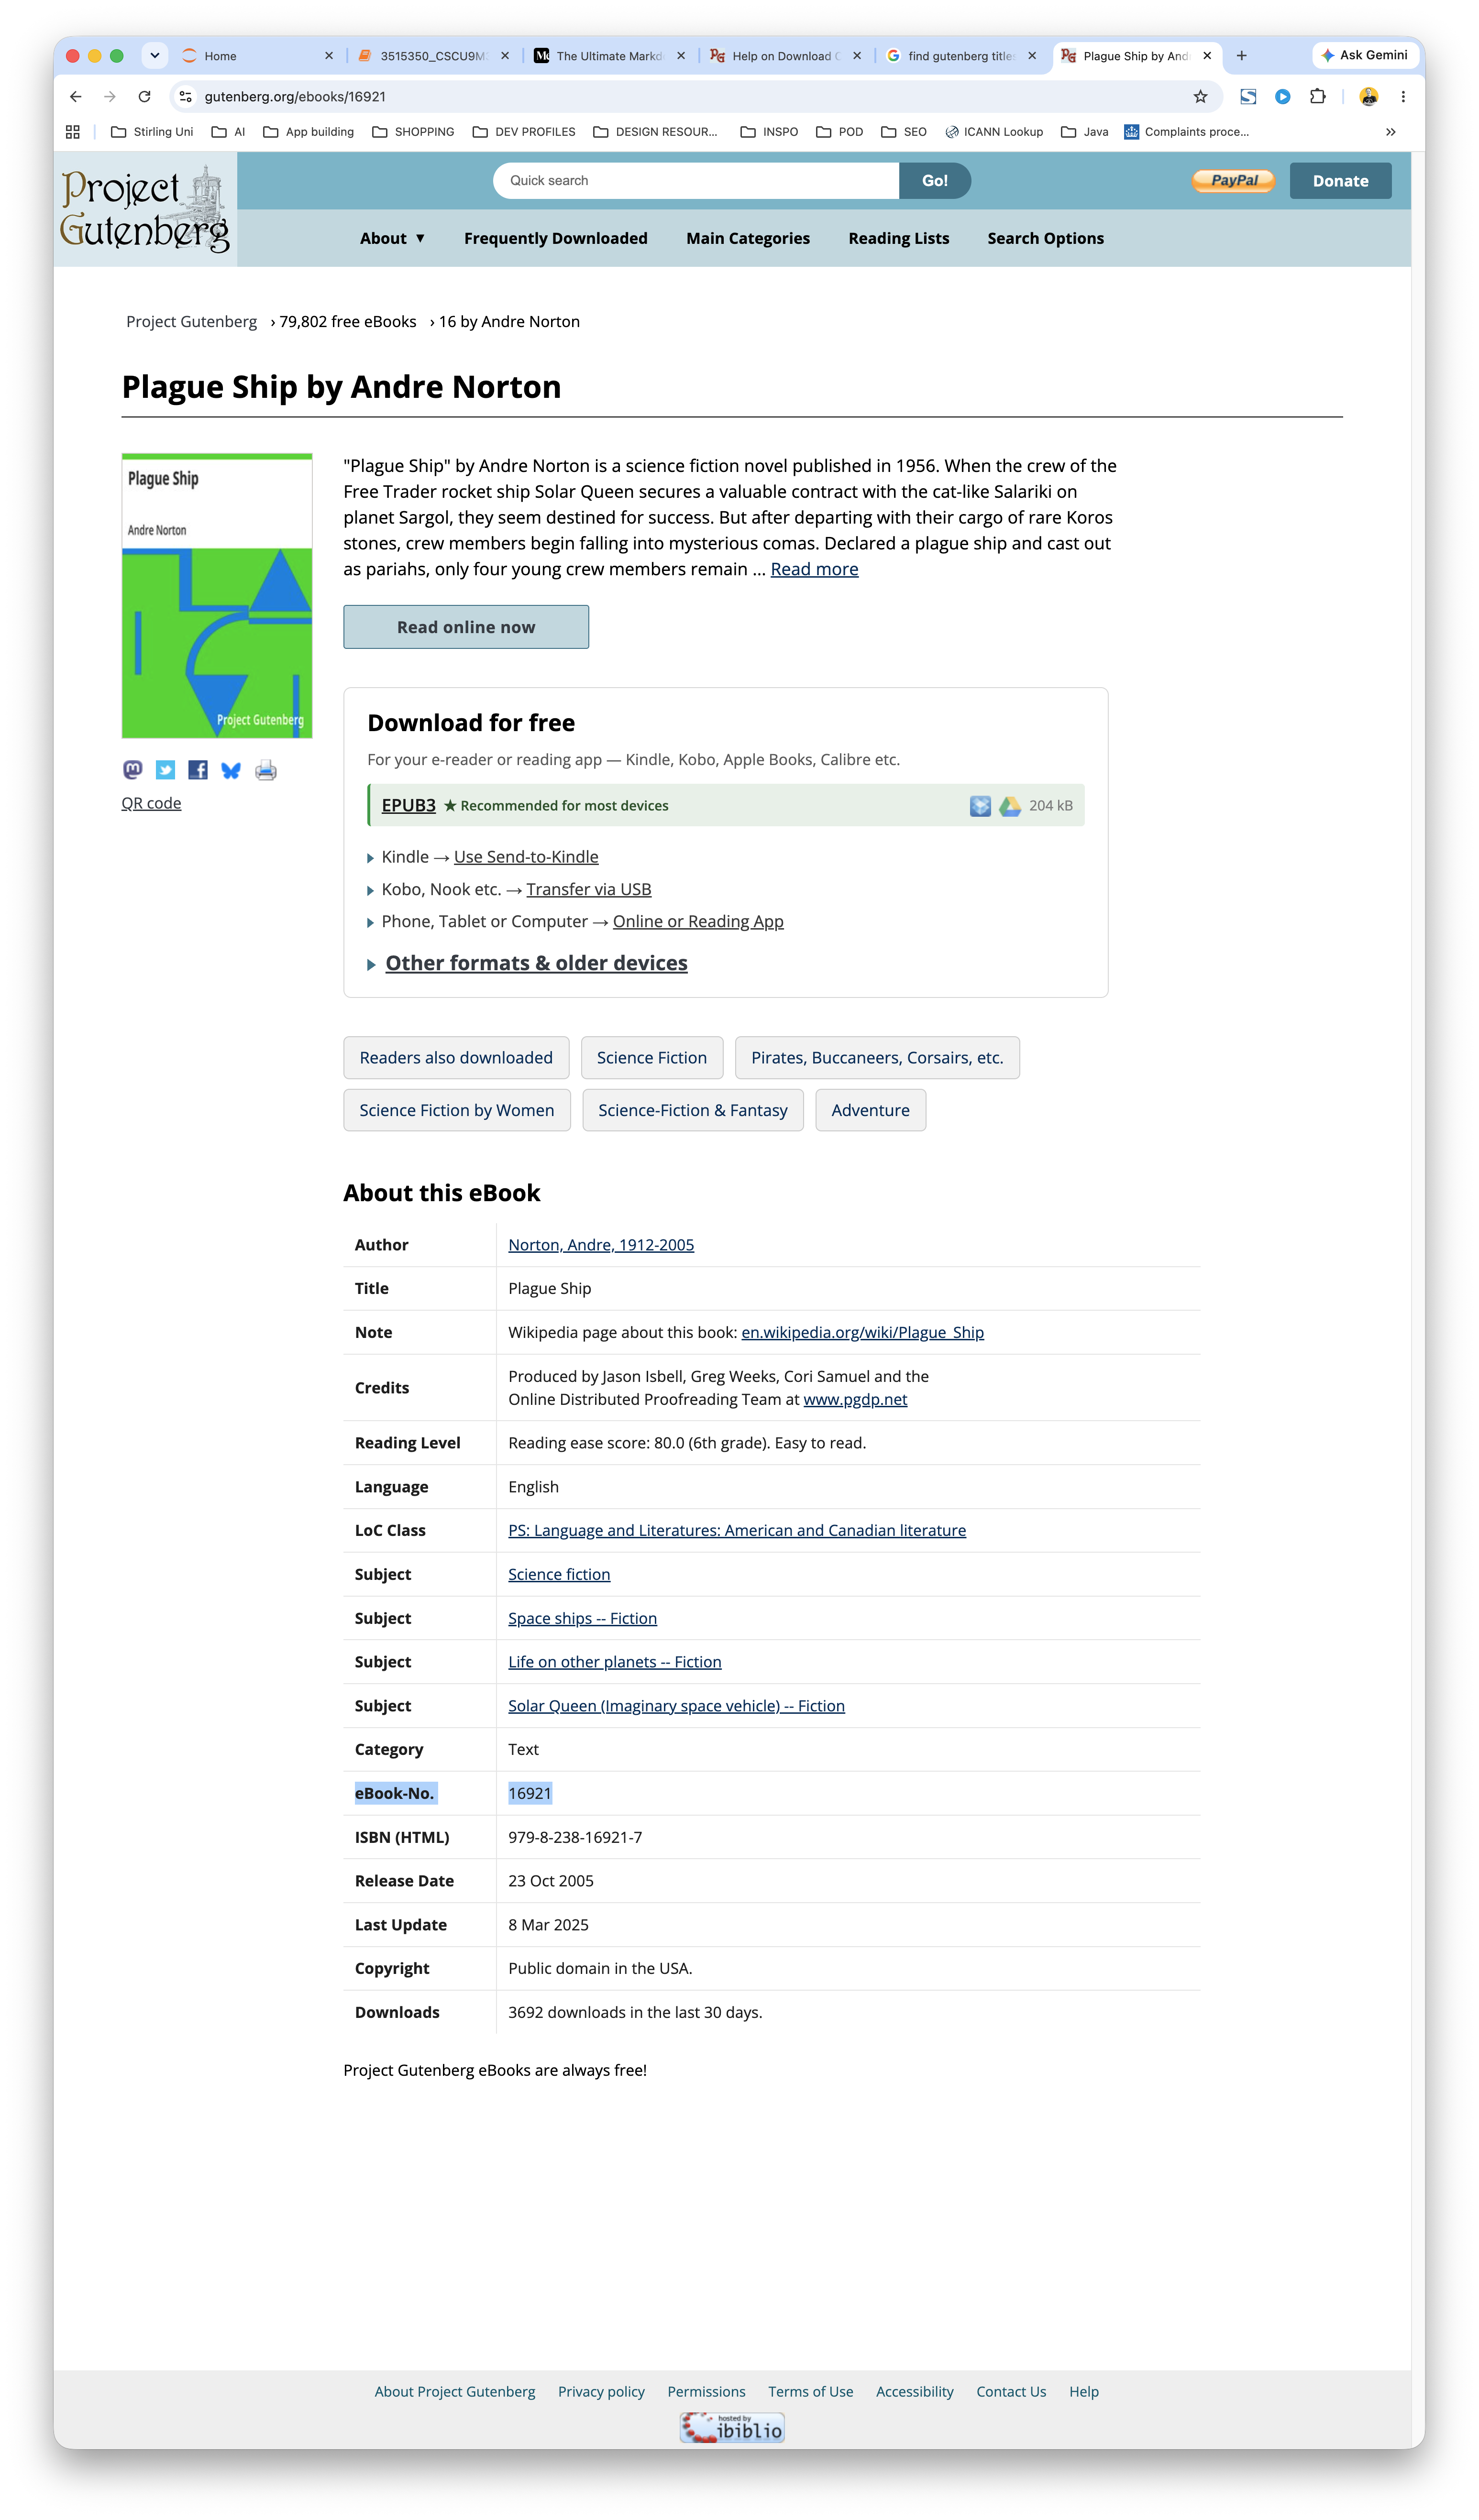 Home
3515350_CSCU9M
The Ultimate Markd
Help on Download
find gutenberg title
Plague Ship by And
Ask Gemini
gutenberg.org/ebooks/16921
Stirling Uni
AI
App building
SHOPPING
DEV PROFILES
DESIGN RESOUR...
INSPO
POD
SEO
ICANN Lookup
Java
Complaints proce...
Project
Gutenberg
Quick search
Go!
PayPal
Donate
About ▼
Frequently Downloaded
Main Categories
Reading Lists
Search Options
Project Gutenberg › 79,802 free eBooks › 16 by Andre Norton
Plague Ship by Andre Norton
Plague Ship
Andre Norton
Project Gutenberg
QR code
"Plague Ship" by Andre Norton is a science fiction novel published in 1956. When the crew of the
Free Trader rocket ship Solar Queen secures a valuable contract with the cat-like Salariki on
planet Sargol, they seem destined for success. But after departing with their cargo of rare Koros
stones, crew members begin falling into mysterious comas. Declared a plague ship and cast out
as pariahs, only four young crew members remain ... Read more
Read online now
Download for free
For your e-reader or reading app — Kindle, Kobo, Apple Books, Calibre etc.
EPUB3 ★ Recommended for most devices 204 kB
Kindle → Use Send-to-Kindle
Kobo, Nook etc. → Transfer via USB
Phone, Tablet or Computer → Online or Reading App
Other formats & older devices
Readers also downloaded
Science Fiction
Pirates, Buccaneers, Corsairs, etc.
Science Fiction by Women
Science-Fiction & Fantasy
Adventure
About this eBook
Author Norton, Andre, 1912-2005
Title Plague Ship
Note Wikipedia page about this book: en.wikipedia.org/wiki/Plague_Ship
Credits Produced by Jason Isbell, Greg Weeks, Cori Samuel and the
Online Distributed Proofreading Team at www.pgdp.net
Reading Level Reading ease score: 80.0 (6th grade). Easy to read.
Language English
LoC Class PS: Language and Literatures: American and Canadian literature
Subject Science fiction
Subject Space ships -- Fiction
Subject Life on other planets -- Fiction
Subject Solar Queen (Imaginary space vehicle) -- Fiction
Category Text
eBook-No. 16921
ISBN (HTML) 979-8-238-16921-7
Release Date 23 Oct 2005
Last Update 8 Mar 2025
Copyright Public domain in the USA.
Downloads 3692 downloads in the last 30 days.
Project Gutenberg eBooks are always free!
About Project Gutenberg
Privacy policy
Permissions
Terms of Use
Accessibility
Contact Us
Help
hosted by
ibiblio